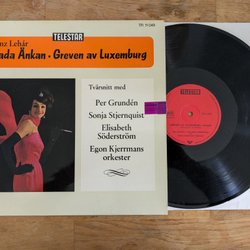 TELESTAR
nz Lehár
ada Änkan · Greven av Luxemburg
Tvärsnitt med
Per Grundén
Sonja Stjernquist
Elisabeth
Söderström
Egon Kjerrmans
orkester